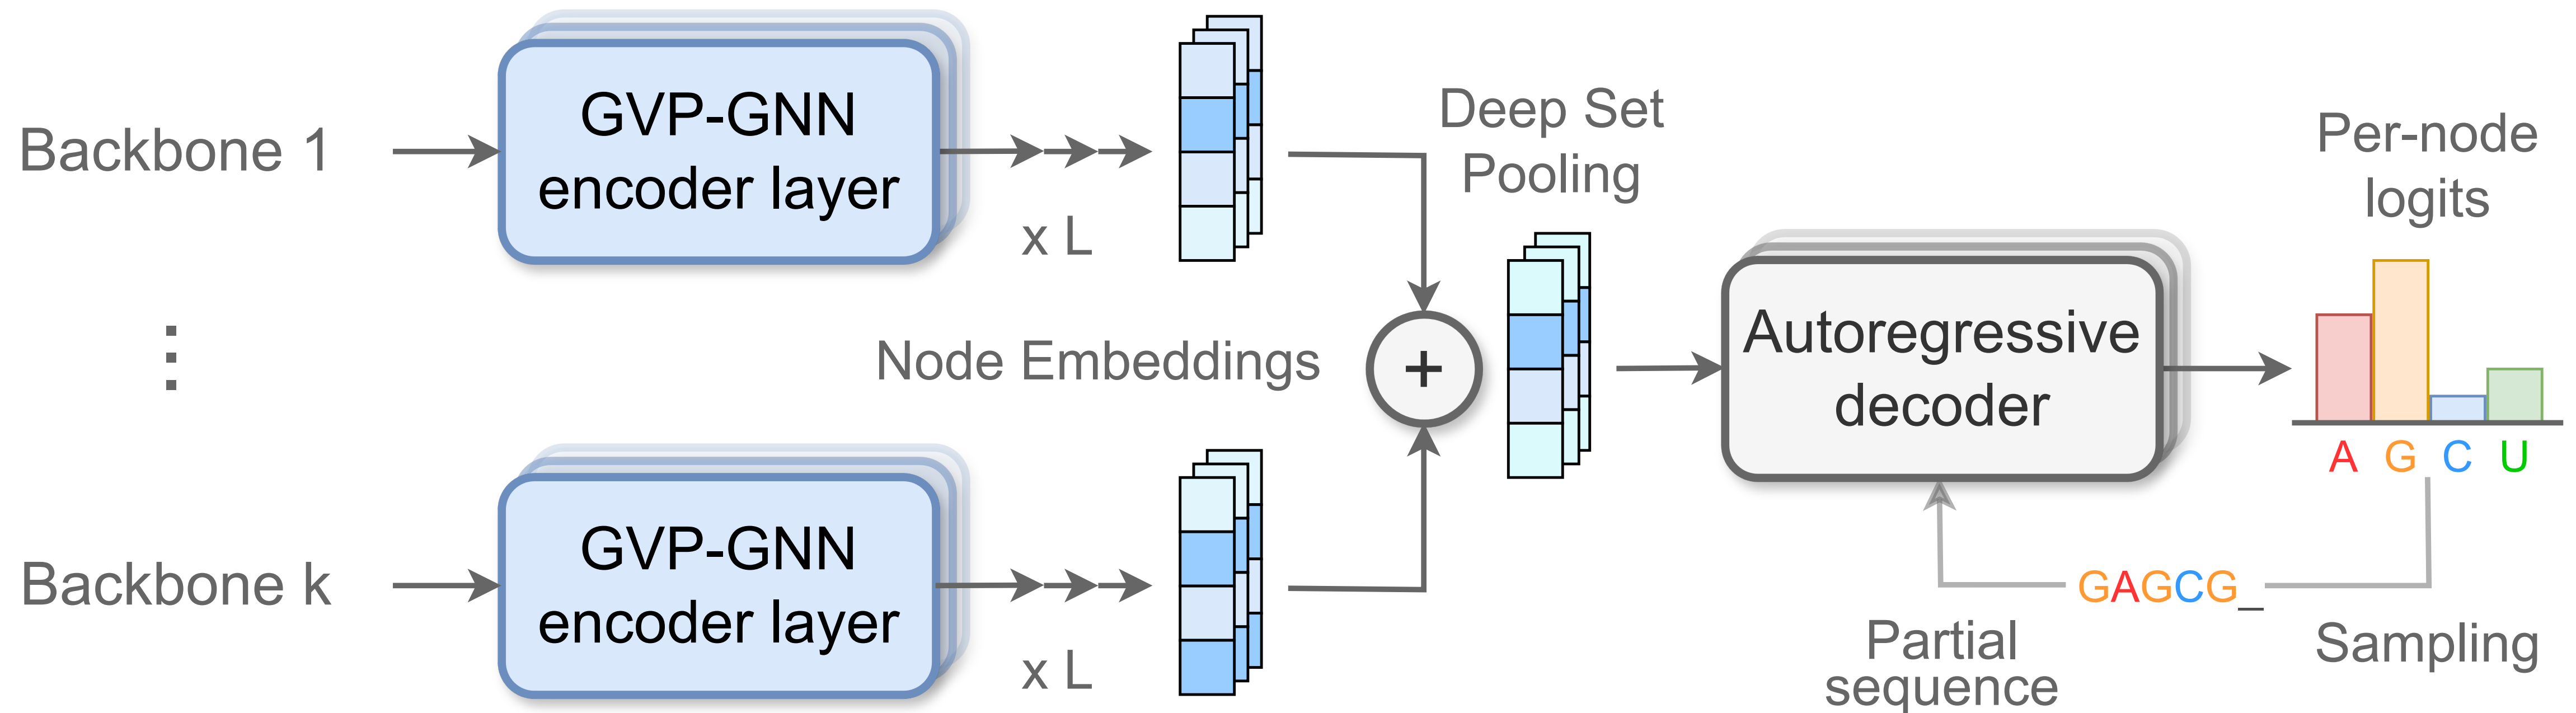 Backbone 1
GVP-GNN
encoder layer
x L
Deep Set
Pooling
Per-node
logits
Node Embeddings
+
Autoregressive
decoder
A G C U
Backbone k
GVP-GNN
encoder layer
x L
GAGCG_
Partial
sequence
Sampling